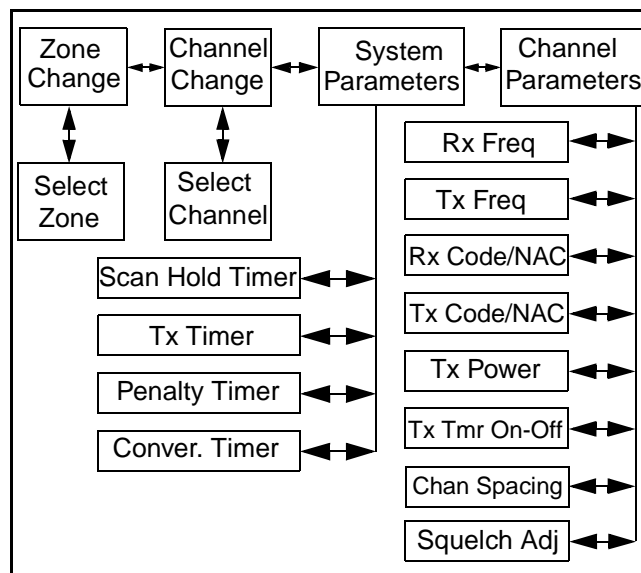 Zone
Change
Channel
Change
System
Parameters
Channel
Parameters
Select
Zone
Select
Channel
Scan Hold Timer
Tx Timer
Penalty Timer
Conver. Timer
Rx Freq
Tx Freq
Rx Code/NAC
Tx Code/NAC
Tx Power
Tx Tmr On-Off
Chan Spacing
Squelch Adj